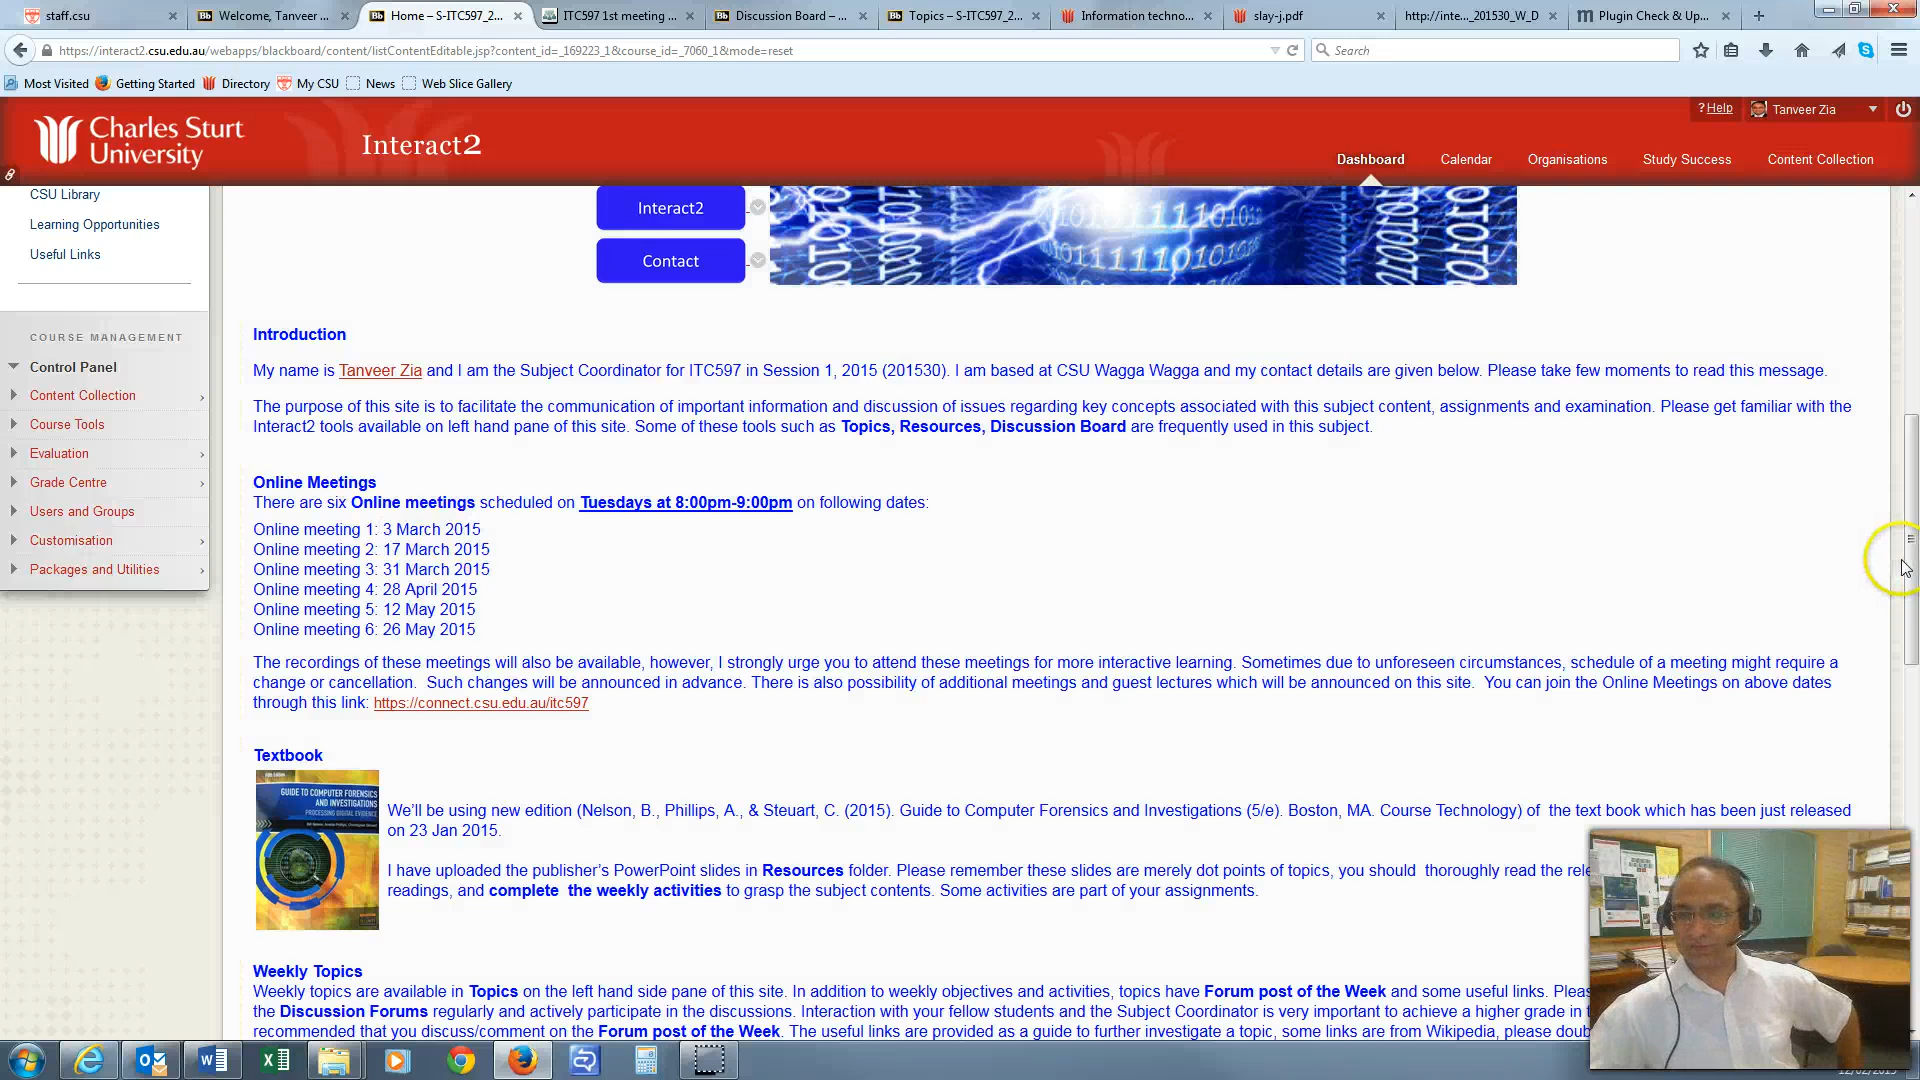 staff.csu
Welcome, Tanveer ...
Home – S-ITC597_2...
ITC597 1st meeting ...
Discussion Board – ...
Topics – S-ITC597_2...
Information techno...
slay-j.pdf
http://inte..._201530_W_D
Plugin Check & Up...
https://interact2.csu.edu.au/webapps/blackboard/content/listContentEditable.jsp?content_id=_169223_1&course_id=_7060_1&mode=reset
Search
Most Visited
Getting Started
Directory
My CSU
News
Web Slice Gallery
? Help
Tanveer Zia
Charles Sturt
University
Interact2
Dashboard
Calendar
Organisations
Study Success
Content Collection
CSU Library
Learning Opportunities
Useful Links
COURSE MANAGEMENT
Control Panel
Content Collection
Course Tools
Evaluation
Grade Centre
Users and Groups
Customisation
Packages and Utilities
Interact2
Contact
Introduction
My name is Tanveer Zia and I am the Subject Coordinator for ITC597 in Session 1, 2015 (201530). I am based at CSU Wagga Wagga and my contact details are given below. Please take few moments to read this message.
The purpose of this site is to facilitate the communication of important information and discussion of issues regarding key concepts associated with this subject content, assignments and examination. Please get familiar with the
Interact2 tools available on left hand pane of this site. Some of these tools such as Topics, Resources, Discussion Board are frequently used in this subject.
Online Meetings
There are six Online meetings scheduled on Tuesdays at 8:00pm-9:00pm on following dates:
Online meeting 1: 3 March 2015
Online meeting 2: 17 March 2015
Online meeting 3: 31 March 2015
Online meeting 4: 28 April 2015
Online meeting 5: 12 May 2015
Online meeting 6: 26 May 2015
The recordings of these meetings will also be available, however, I strongly urge you to attend these meetings for more interactive learning. Sometimes due to unforeseen circumstances, schedule of a meeting might require a
change or cancellation.  Such changes will be announced in advance. There is also possibility of additional meetings and guest lectures which will be announced on this site.  You can join the Online Meetings on above dates
through this link: https://connect.csu.edu.au/itc597
Textbook
GUIDE TO COMPUTER FORENSICS
AND INVESTIGATIONS
PROCESSING DIGITAL EVIDENCE
We'll be using new edition (Nelson, B., Phillips, A., & Steuart, C. (2015). Guide to Computer Forensics and Investigations (5/e). Boston, MA. Course Technology) of  the text book which has been just released
on 23 Jan 2015.
I have uploaded the publisher's PowerPoint slides in Resources folder. Please remember these slides are merely dot points of topics, you should  thoroughly read the rele
readings, and complete  the weekly activities to grasp the subject contents. Some activities are part of your assignments.
Weekly Topics
Weekly topics are available in Topics on the left hand side pane of this site. In addition to weekly objectives and activities, topics have Forum post of the Week and some useful links. Pleas
the Discussion Forums regularly and actively participate in the discussions. Interaction with your fellow students and the Subject Coordinator is very important to achieve a higher grade in t
recommended that you discuss/comment on the Forum post of the Week. The useful links are provided as a guide to further investigate a topic, some links are from Wikipedia, please doub